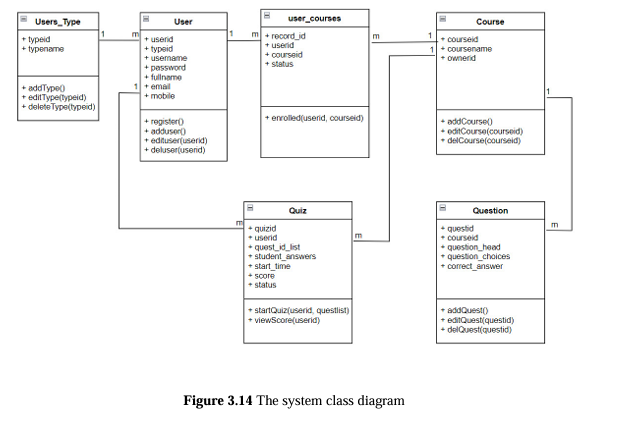 Users_Type
+ typeid
+ typename
+ addType()
+ editType(typeid)
+ deleteType(typeid)
1
m
User
+ userid
+ typeid
+ username
+ password
+ fullname
+ email
+ mobile
+ register()
+ adduser()
+ edituser(userid)
+ deluser(userid)
1
m
1
user_courses
+ record_id
+ userid
+ courseid
+ status
+ enrolled(userid, courseid)
m
1
1
Course
+ courseid
+ coursename
+ ownerid
+ addCourse()
+ editCourse(courseid)
+ delCourse(courseid)
1
m
Quiz
+ quizid
+ userid
+ quest_id_list
+ student_answers
+ start_time
+ score
+ status
+ startQuiz(userid, questlist)
+ viewScore(userid)
m
Question
+ questid
+ courseid
+ question_head
+ question_choices
+ correct_answer
+ addQuest()
+ editQuest(questid)
+ delQuest(questid)
m
Figure 3.14 The system class diagram